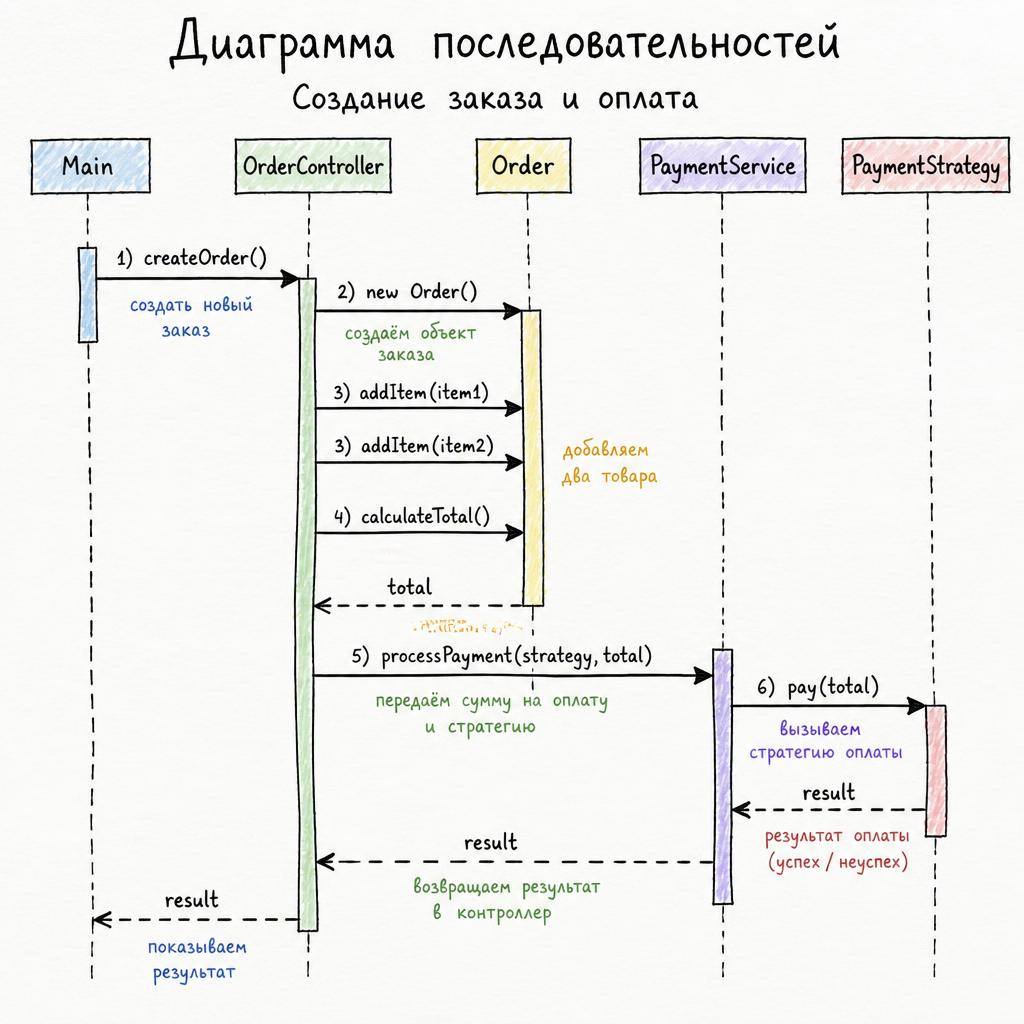 Диаграмма последовательностей
Создание заказа и оплата
Main
OrderController
Order
PaymentService
PaymentStrategy
1) createOrder()
создать новый
заказ
2) new Order()
создаём объект
заказа
3) addItem(item1)
3) addItem(item2)
добавляем
два товара
4) calculateTotal()
total
5) processPayment(strategy, total)
передаём сумму на оплату
и стратегию
6) pay(total)
вызываем
стратегию оплаты
result
результат оплаты
(успех / неуспех)
result
возвращаем результат
в контроллер
result
показываем
результат